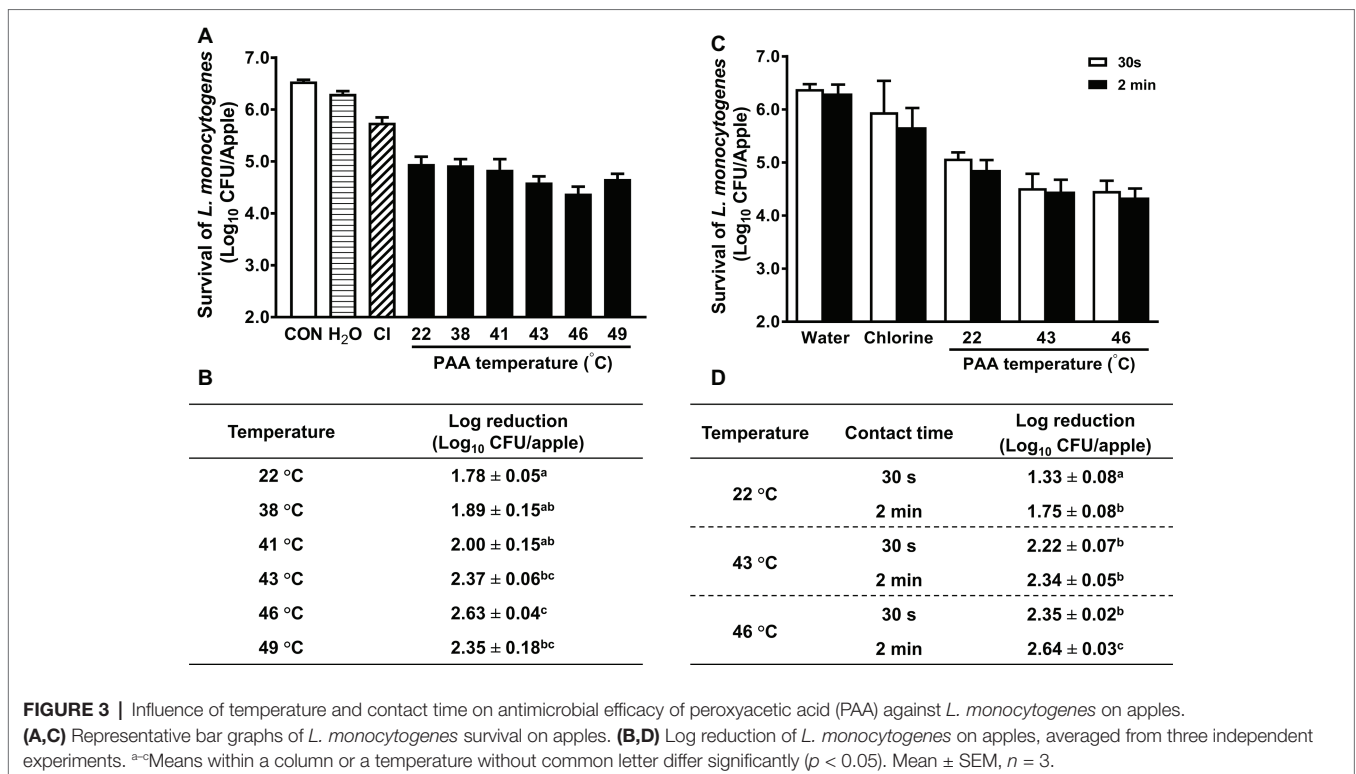 A
Survival of L. monocytogenes
(Log10 CFU/Apple)
7.0
6.0
5.0
4.0
3.0
2.0
CON H2O Cl 22 38 41 43 46 49
PAA temperature (°C)
C
Survival of L. monocytogenes
(Log10 CFU/Apple)
7.0
6.0
5.0
4.0
3.0
2.0
30s
2 min
Water Chlorine 22 43 46
PAA temperature (°C)
B
Temperature Log reduction
(Log10 CFU/apple)
22 °C 1.78 ± 0.05a
38 °C 1.89 ± 0.15ab
41 °C 2.00 ± 0.15ab
43 °C 2.37 ± 0.06bc
46 °C 2.63 ± 0.04c
49 °C 2.35 ± 0.18bc
D
Temperature Contact time Log reduction
(Log10 CFU/apple)
22 °C
30 s 1.33 ± 0.08a
2 min 1.75 ± 0.08b
43 °C
30 s 2.22 ± 0.07b
2 min 2.34 ± 0.05b
46 °C
30 s 2.35 ± 0.02b
2 min 2.64 ± 0.03c
FIGURE 3 | Influence of temperature and contact time on antimicrobial efficacy of peroxyacetic acid (PAA) against L. monocytogenes on apples.
(A,C) Representative bar graphs of L. monocytogenes survival on apples. (B,D) Log reduction of L. monocytogenes on apples, averaged from three independent
experiments. a–cMeans within a column or a temperature without common letter differ significantly (p < 0.05). Mean ± SEM, n = 3.